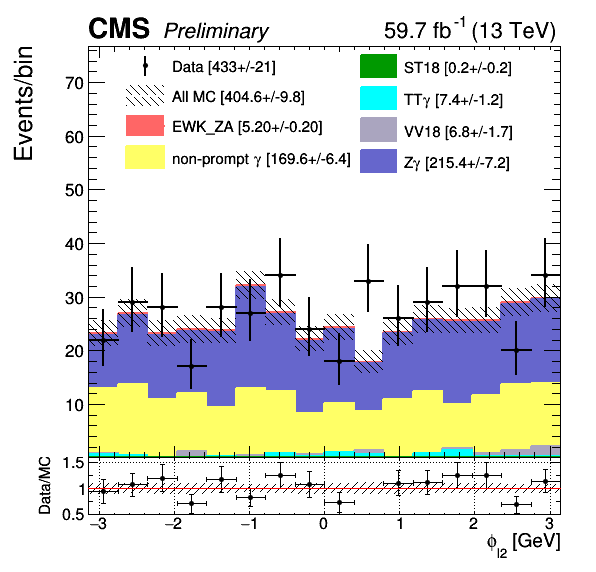 CMS Preliminary 59.7 fb⁻¹ (13 TeV)
Events/bin
Data [433+/-21]
All MC [404.6+/-9.8]
EWK_ZA [5.20+/-0.20]
non-prompt γ [169.6+/-6.4]
ST18 [0.2+/-0.2]
TTγ [7.4+/-1.2]
VV18 [6.8+/-1.7]
Zγ [215.4+/-7.2]
70
60
50
40
30
20
10
Data/MC
1.5
1
0.5
−3 −2 −1 0 1 2 3
ϕ_l2 [GeV]